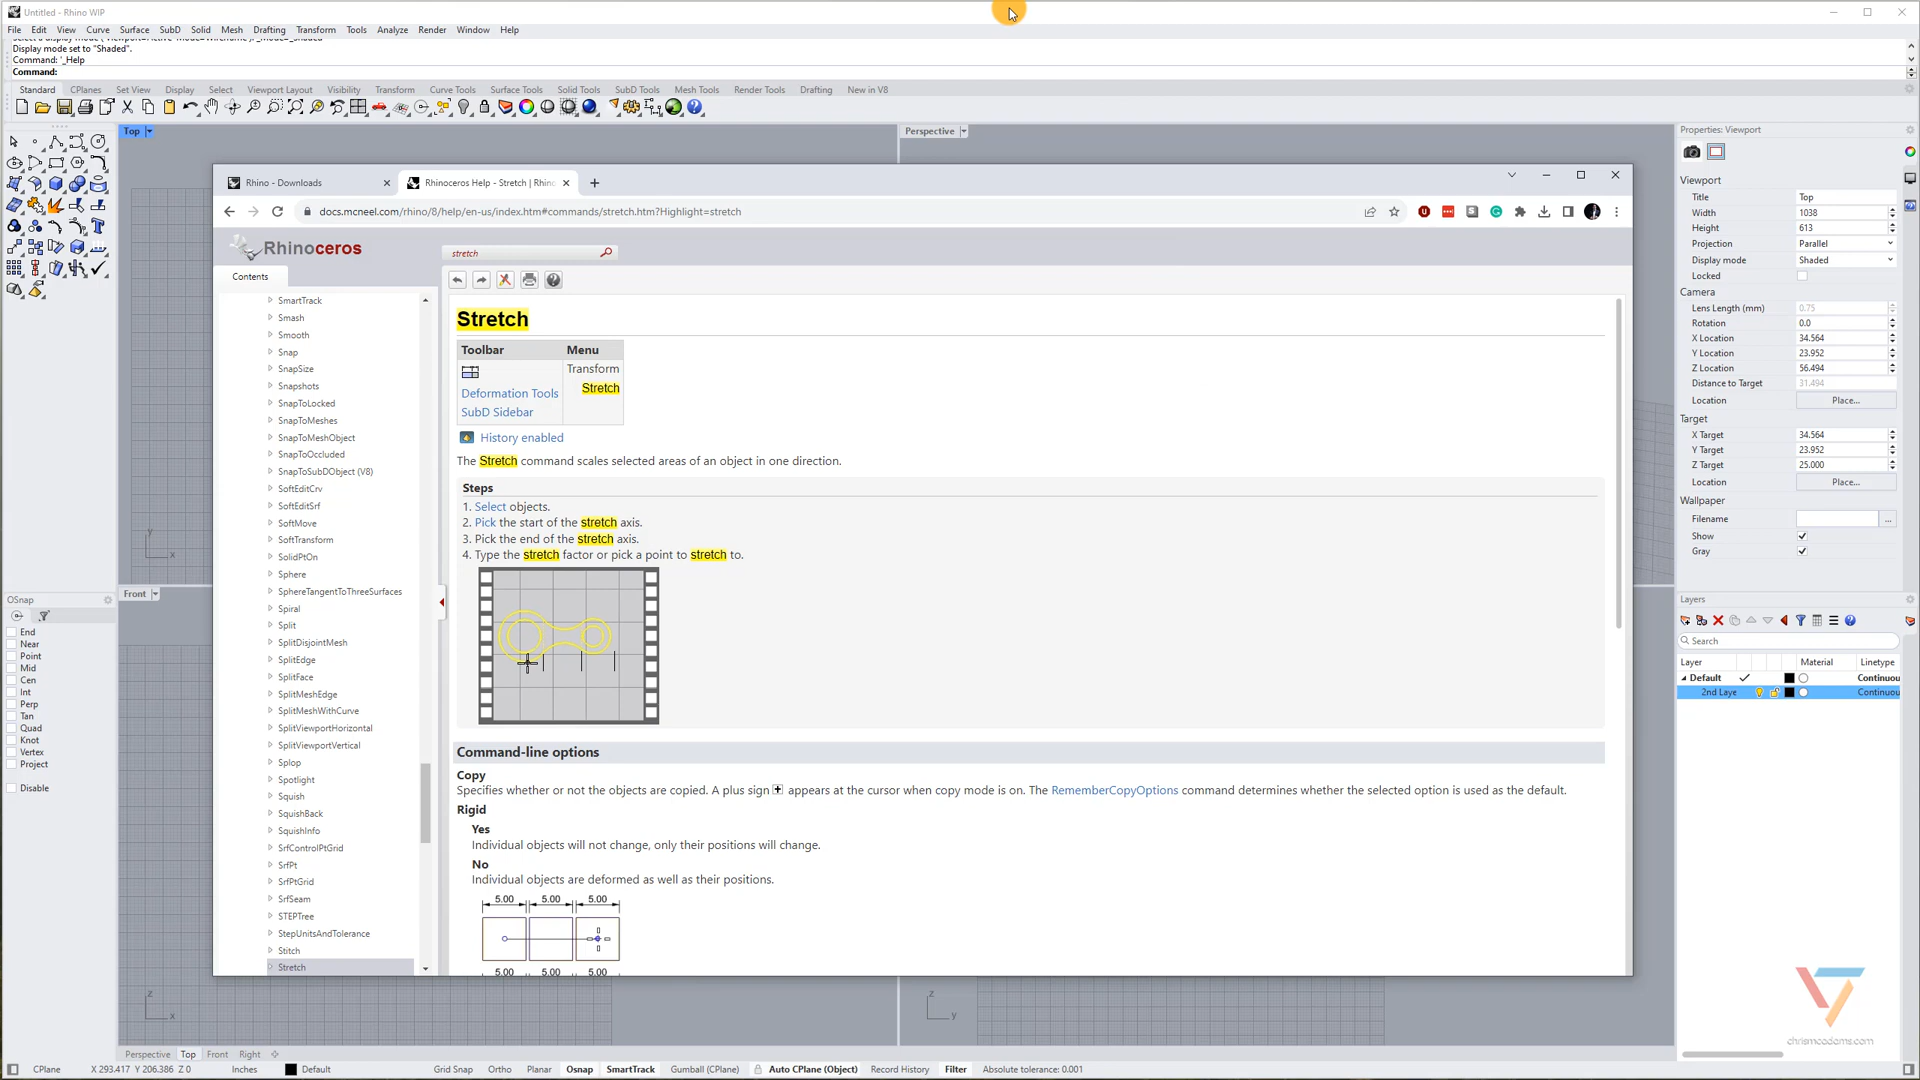 Untitled - Rhino WIP
File Edit View Curve Surface SubD Solid Mesh Drafting Transform Tools Analyze Render Window Help
Display mode set to "Shaded".
Command: '_Help
Command:
Standard CPlanes Set View Display Select Viewport Layout Visibility Transform Curve Tools Surface Tools Solid Tools SubD Tools Mesh Tools Render Tools Drafting New in V8
Top
Perspective
Front
Rhino - Downloads
Rhinoceros Help - Stretch | Rhino
docs.mcneel.com/rhino/8/help/en-us/index.htm#commands/stretch.htm?Highlight=stretch
Rhinoceros
stretch
Contents
SmartTrack
Smash
Smooth
Snap
SnapSize
Snapshots
SnapToLocked
SnapToMeshes
SnapToMeshObject
SnapToOccluded
SnapToSubDObject (V8)
SoftEditCrv
SoftEditSrf
SoftMove
SoftTransform
SolidPtOn
Sphere
SphereTangentToThreeSurfaces
Spiral
Split
SplitDisjointMesh
SplitEdge
SplitFace
SplitMeshEdge
SplitMeshWithCurve
SplitViewportHorizontal
SplitViewportVertical
Splop
Spotlight
Squish
SquishBack
SquishInfo
SrfControlPtGrid
SrfPt
SrfPtGrid
SrfSeam
STEPTree
StepUnitsAndTolerance
Stitch
Stretch
Stretch
Toolbar Menu
Transform
Stretch
Deformation Tools
SubD Sidebar
History enabled
The Stretch command scales selected areas of an object in one direction.
Steps
1. Select objects.
2. Pick the start of the stretch axis.
3. Pick the end of the stretch axis.
4. Type the stretch factor or pick a point to stretch to.
Command-line options
Copy
Specifies whether or not the objects are copied. A plus sign appears at the cursor when copy mode is on. The RememberCopyOptions command determines whether the selected option is used as the default.
Rigid
Yes
Individual objects will not change, only their positions will change.
No
Individual objects are deformed as well as their positions.
5.00 5.00 5.00
5.00 5.00
Properties: Viewport
Viewport
Title Top
Width 1038
Height 613
Projection Parallel
Display mode Shaded
Locked
Camera
Lens Length (mm) 0.75
Rotation 0.0
X Location 34.564
Y Location 23.952
Z Location 56.494
Distance to Target 31.494
Location Place...
Target
X Target 34.564
Y Target 23.952
Z Target 25.000
Location Place...
Wallpaper
Filename ...
Show
Gray
Layers
Search
Layer Material Linetype
Default Continuou
2nd Laye Continuou
OSnap
End
Near
Point
Mid
Cen
Int
Perp
Tan
Quad
Knot
Vertex
Project
Disable
y
x
z
x
z
y
chrismcadams.com
Perspective Top Front Right
CPlane X 293.417 Y 206.386 Z 0 Inches Default Grid Snap Ortho Planar Osnap SmartTrack Gumball (CPlane) Auto CPlane (Object) Record History Filter Absolute tolerance: 0.001